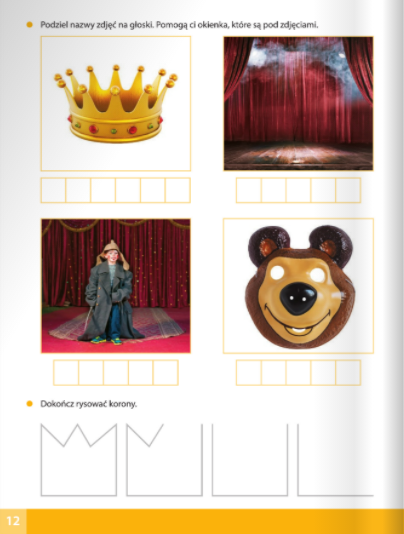 Podziel nazwy zdjęć na głoski. Pomogą ci okienka, które są pod zdjęciami.
Dokończ rysować korony.
12